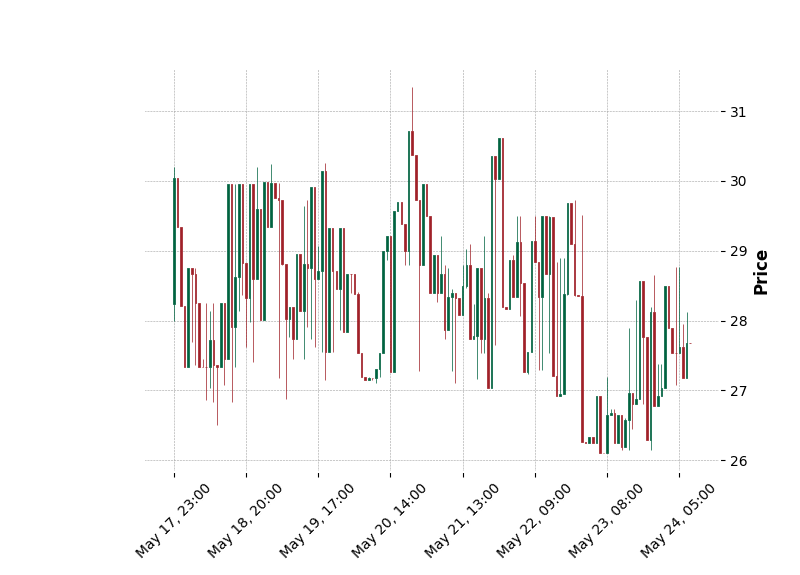 31
30
29
28
27
26
Price
May 17, 23:00
May 18, 20:00
May 19, 17:00
May 20, 14:00
May 21, 13:00
May 22, 09:00
May 23, 08:00
May 24, 05:00